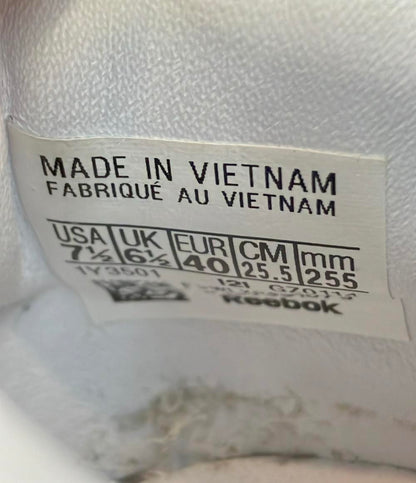 MADE IN VIETNAM
FABRIQUÉ AU VIETNAM
USA UK EUR CM mm
7½ 6½ 40 25.5 255
1Y3501
Reebok